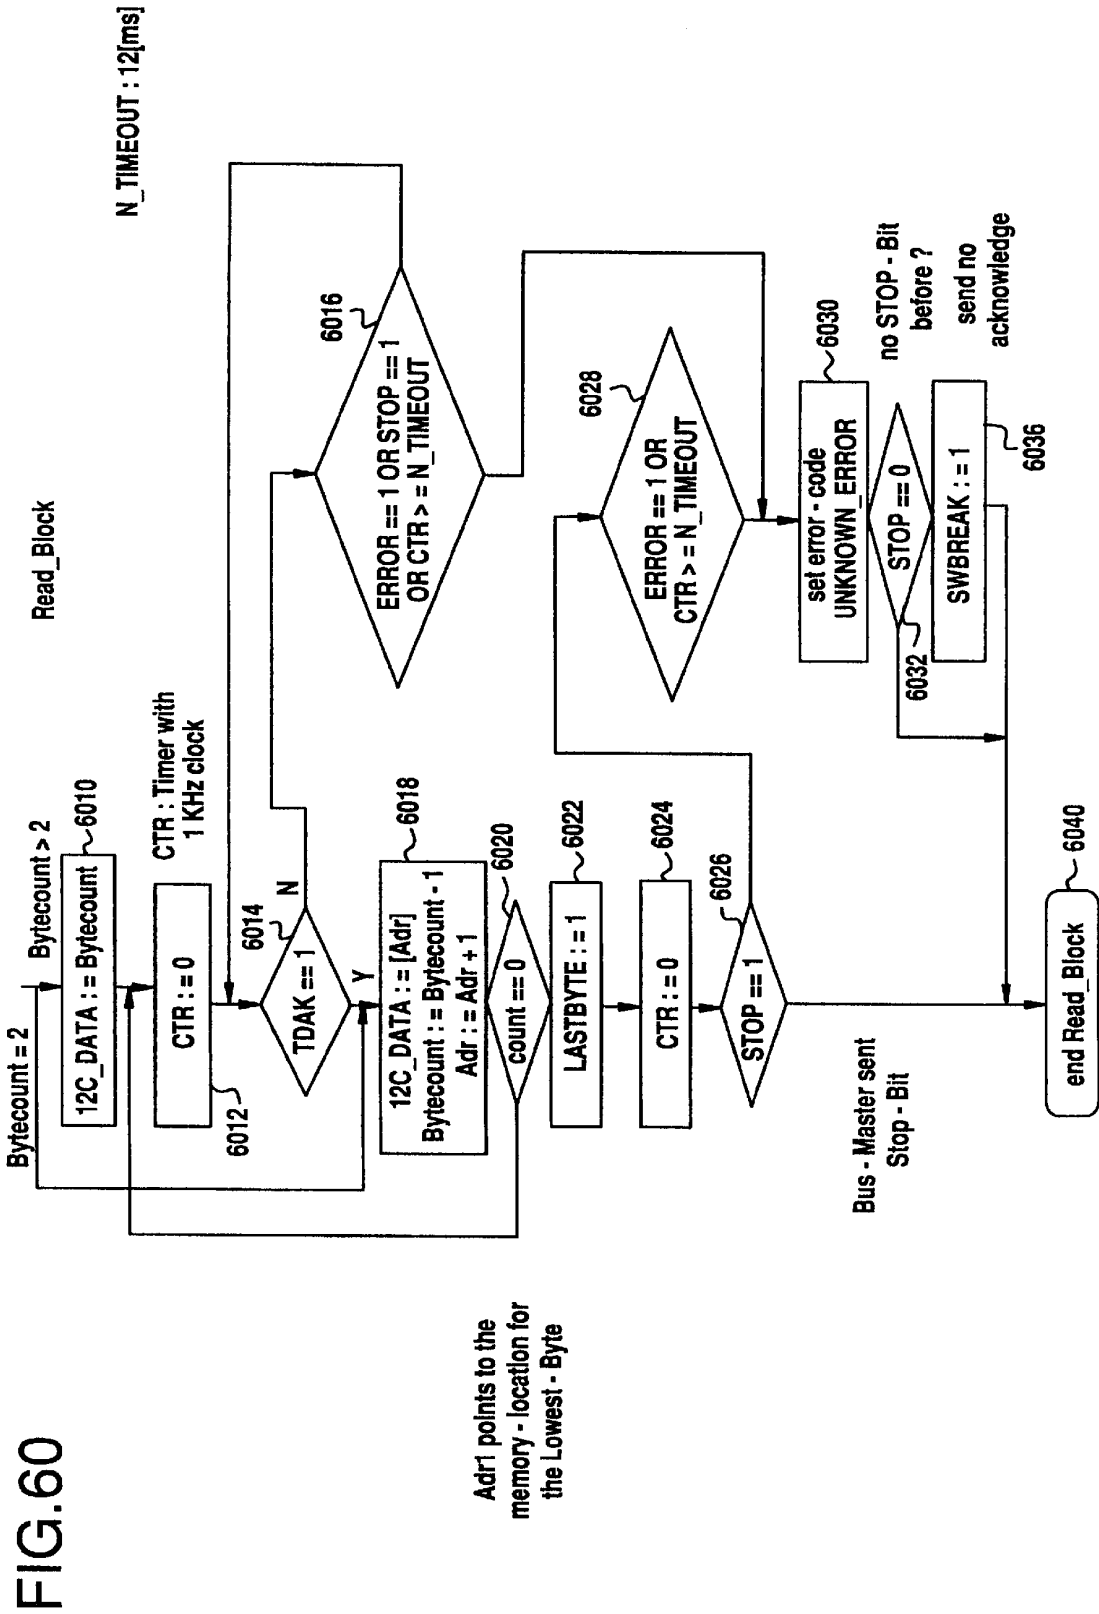 FIG.60
Read_Block
N_TIMEOUT : 12[ms]
Bytecount = 2
Bytecount > 2
12C_DATA : = Bytecount
6010
CTR : Timer with
1 KHz clock
CTR : = 0
6012
TDAK == 1
6014
N
Y
ERROR == 1 OR STOP == 1
OR CTR > = N_TIMEOUT
6016
12C_DATA : = [Adr]
Bytecount : = Bytecount - 1
Adr : = Adr + 1
6018
count == 0
6020
Adr1 points to the
memory - location for
the Lowest - Byte
LASTBYTE : = 1
6022
CTR : = 0
6024
STOP == 1
6026
ERROR == 1 OR
CTR > = N_TIMEOUT
6028
set error - code
UNKNOWN_ERROR
6030
STOP == 0
6032
no STOP - Bit
before ?
SWBREAK : = 1
6036
send no
acknowledge
Bus - Master sent
Stop - Bit
end Read_Block
6040